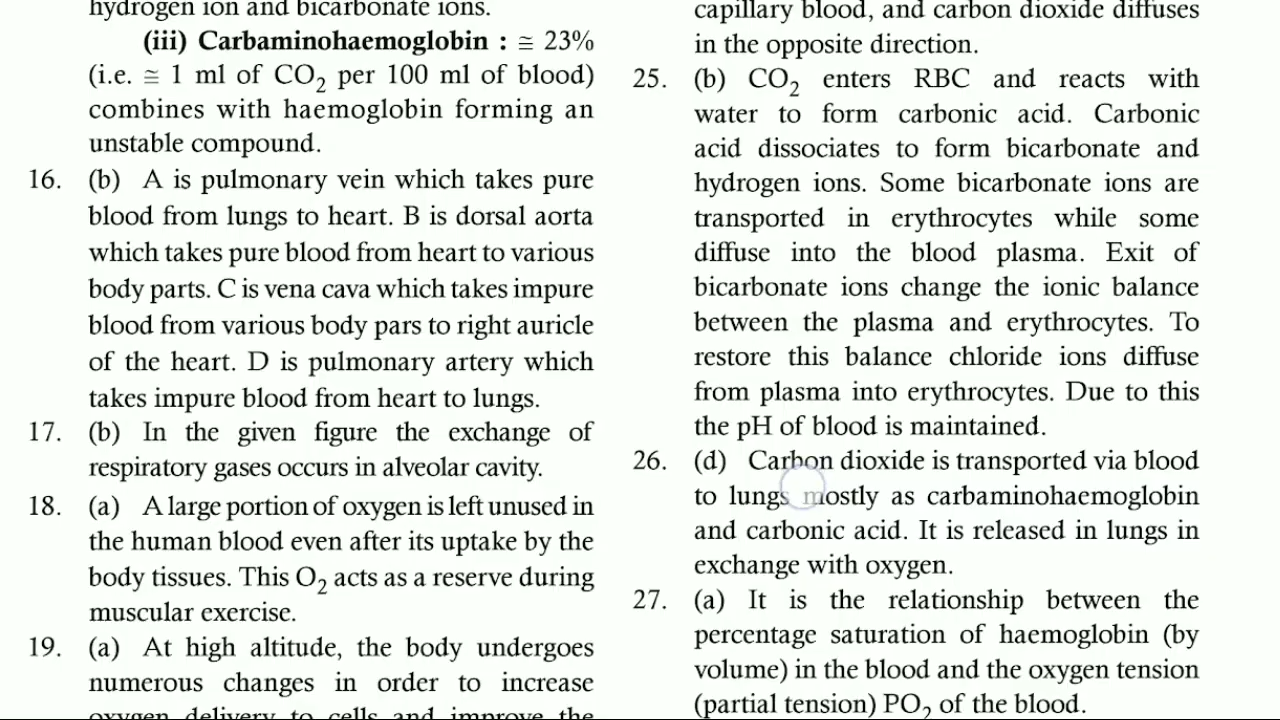 hydrogen ion and bicarbonate ions.
(iii) Carbaminohaemoglobin : ≅ 23%
(i.e. ≅ 1 ml of CO₂ per 100 ml of blood)
combines with haemoglobin forming an
unstable compound.
16. (b) A is pulmonary vein which takes pure
blood from lungs to heart. B is dorsal aorta
which takes pure blood from heart to various
body parts. C is vena cava which takes impure
blood from various body pars to right auricle
of the heart. D is pulmonary artery which
takes impure blood from heart to lungs.
17. (b) In the given figure the exchange of
respiratory gases occurs in alveolar cavity.
18. (a) A large portion of oxygen is left unused in
the human blood even after its uptake by the
body tissues. This O₂ acts as a reserve during
muscular exercise.
19. (a) At high altitude, the body undergoes
numerous changes in order to increase
oxygen delivery to cells and improve the
capillary blood, and carbon dioxide diffuses
in the opposite direction.
25. (b) CO₂ enters RBC and reacts with
water to form carbonic acid. Carbonic
acid dissociates to form bicarbonate and
hydrogen ions. Some bicarbonate ions are
transported in erythrocytes while some
diffuse into the blood plasma. Exit of
bicarbonate ions change the ionic balance
between the plasma and erythrocytes. To
restore this balance chloride ions diffuse
from plasma into erythrocytes. Due to this
the pH of blood is maintained.
26. (d) Carbon dioxide is transported via blood
to lungs mostly as carbaminohaemoglobin
and carbonic acid. It is released in lungs in
exchange with oxygen.
27. (a) It is the relationship between the
percentage saturation of haemoglobin (by
volume) in the blood and the oxygen tension
(partial tension) PO₂ of the blood.